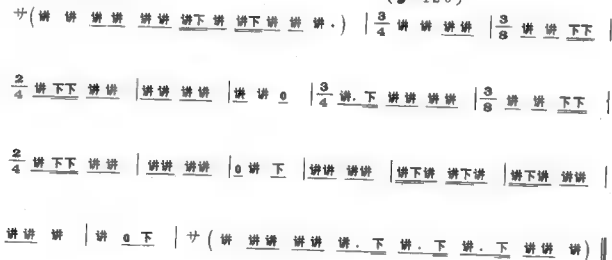 サ(讲 讲 讲讲 讲讲 讲下讲 讲下讲 讲 讲 讲·) | 3/4 讲 讲 讲讲 | 3/8 讲 讲 下下 |
2/4 讲 下下 讲讲 | 讲讲 讲讲 | 讲 讲 0 | 3/4 讲. 下 讲讲 讲讲 | 3/8 讲 讲 下下 |
2/4 讲 下下 讲讲 | 讲讲 讲讲 | 0 讲 下 | 讲讲 讲讲 | 讲下讲 讲下讲 | 讲下讲 讲讲 |
讲讲 讲 | 讲 0 下 | サ(讲 讲讲 讲讲 讲. 下 讲. 下 讲. 下 讲讲 讲) ‖